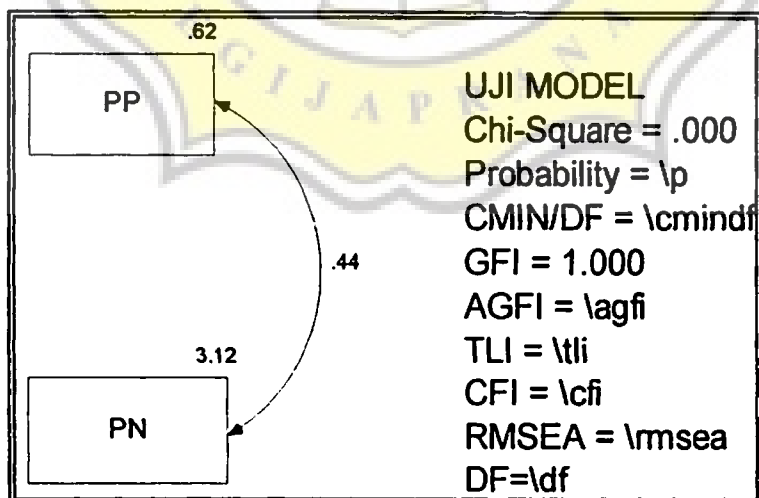 GIJAPRANA
.62
PP
UJI MODEL
Chi-Square = .000
Probability = \p
CMIN/DF = \cmindf
.44
GFI = 1.000
AGFI = \agfi
TLI = \tli
3.12
CFI = \cfi
PN
RMSEA = \rmsea
DF=\df